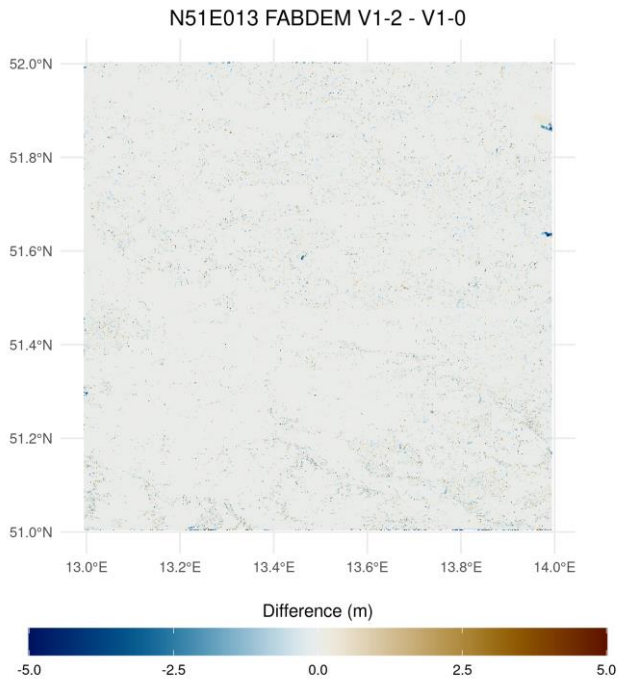 N51E013 FABDEM V1-2 - V1-0
52.0°N
51.8°N
51.6°N
51.4°N
51.2°N
51.0°N
13.0°E 13.2°E 13.4°E 13.6°E 13.8°E 14.0°E
Difference (m)
-5.0 -2.5 0.0 2.5 5.0